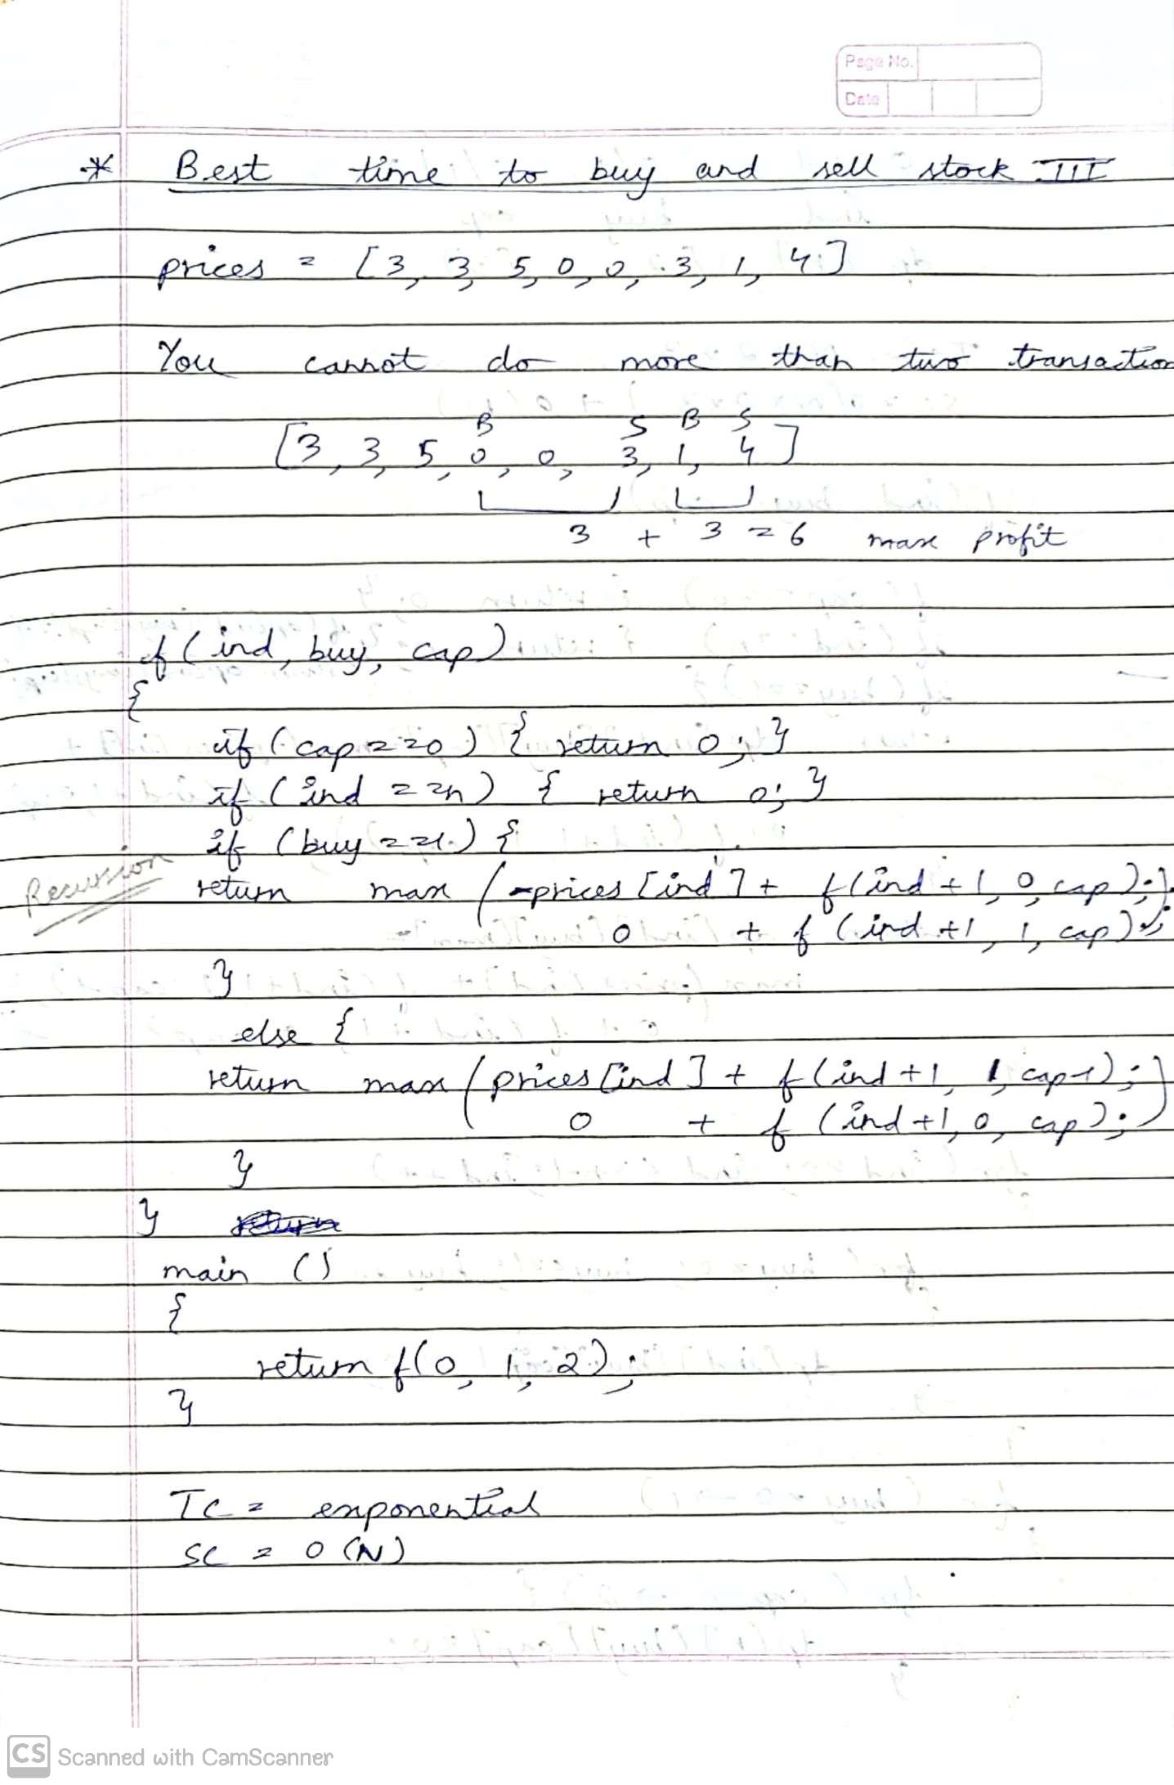 Page No.
Date
* Best time to buy and sell stock III
prices = [3, 3, 5, 0, 0, 3, 1, 4]
You cannot do more than two transaction
B S B S
[3, 3, 5, 0, 0, 3, 1, 4]
3 + 3 = 6 max profit
f(ind, buy, cap)
{
if (cap == 0) { return 0; }
if (ind == n) { return 0; }
if (buy == 1) {
Recursion
return max (-prices[ind] + f(ind+1, 0, cap);
0 + f(ind+1, 1, cap));
}
else {
return max (prices[ind] + f(ind+1, 1, cap-1);
0 + f(ind+1, 0, cap);)
}
}
main ()
{
return f(0, 1, 2);
}
TC = exponential
SC = O(N)
CS Scanned with CamScanner